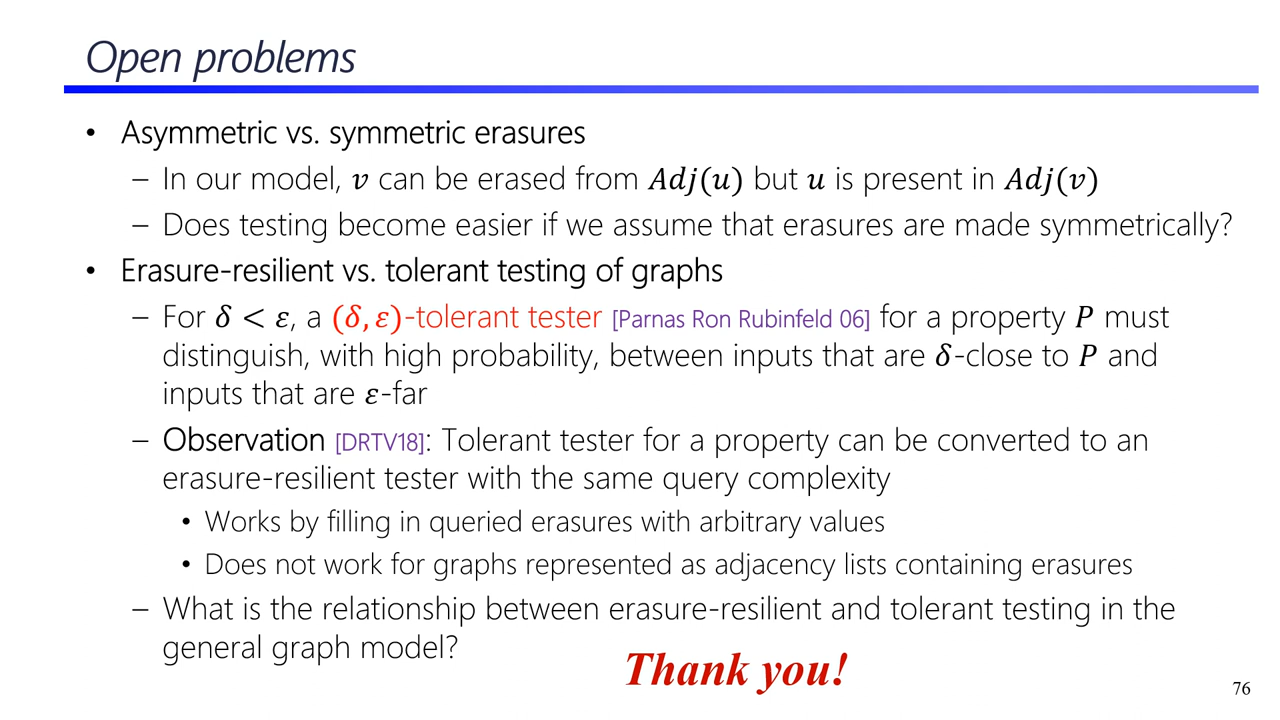 Open problems
• Asymmetric vs. symmetric erasures
– In our model, 𝒗 can be erased from 𝑨𝒅𝒋(𝒖) but 𝒖 is present in 𝑨𝒅𝒋(𝒗)
– Does testing become easier if we assume that erasures are made symmetrically?
• Erasure-resilient vs. tolerant testing of graphs
– For 𝜹 < 𝜺, a (𝜹, 𝜺)-tolerant tester [Parnas Ron Rubinfeld 06] for a property 𝑷 must
distinguish, with high probability, between inputs that are 𝜹-close to 𝑷 and
inputs that are 𝜺-far
– Observation [DRTV18]: Tolerant tester for a property can be converted to an
erasure-resilient tester with the same query complexity
• Works by filling in queried erasures with arbitrary values
• Does not work for graphs represented as adjacency lists containing erasures
– What is the relationship between erasure-resilient and tolerant testing in the
general graph model?
Thank you!
76